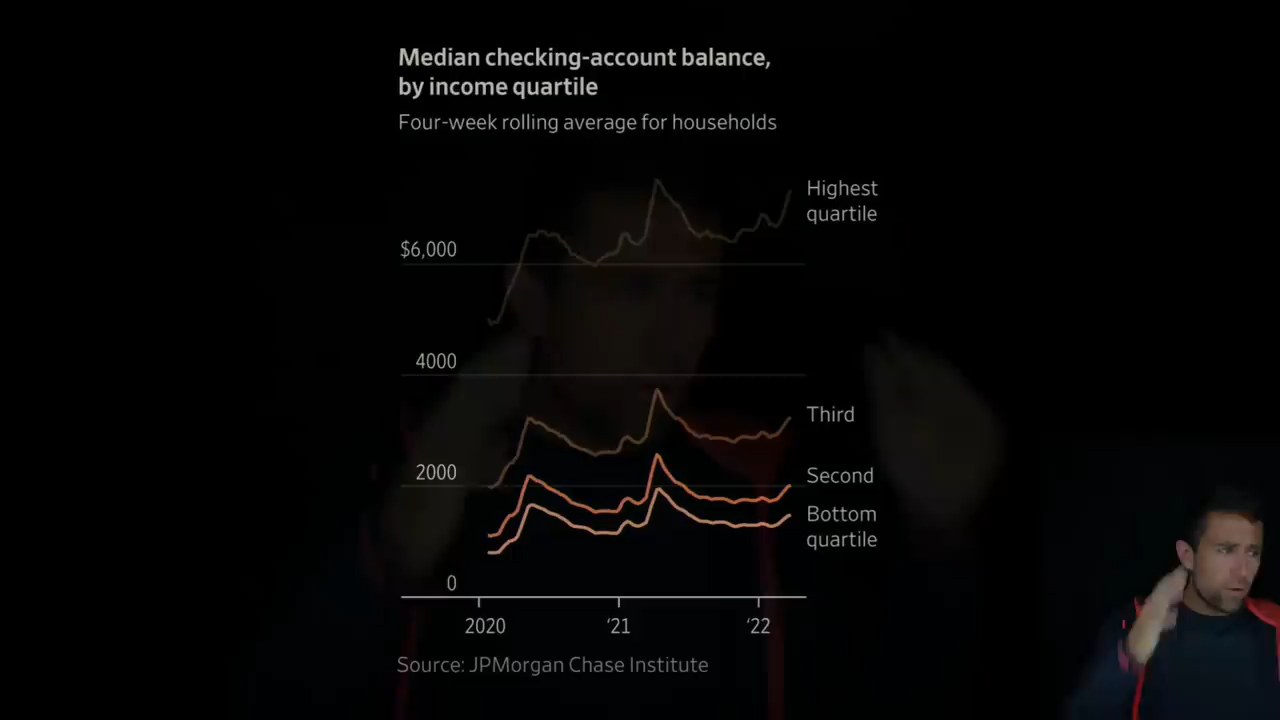 Median checking-account balance,
by income quartile
Four-week rolling average for households
Highest
quartile
$6,000
4000
Third
2000
Second
Bottom
quartile
0
2020
‘21
‘22
Source: JPMorgan Chase Institute